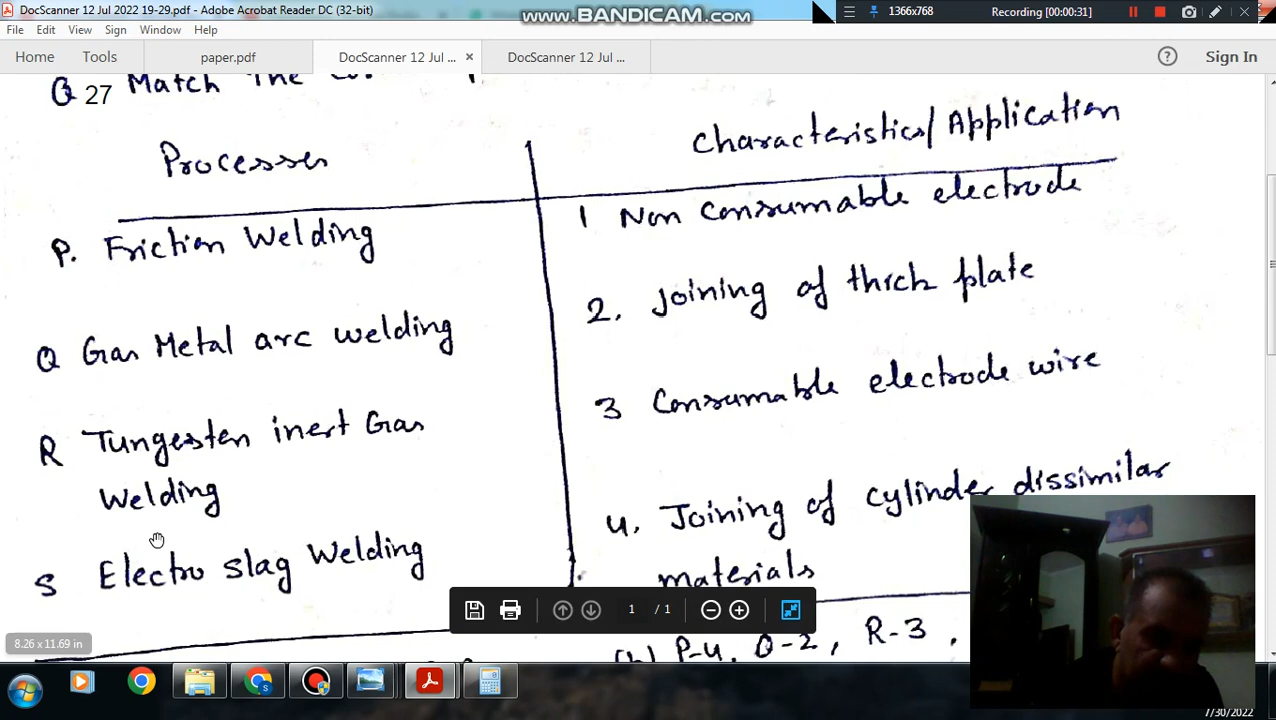 DocScanner 12 Jul 2022 19-29.pdf - Adobe Acrobat Reader DC (32-bit)
www.BANDICAM.com
1366x768
Recording [00:00:31]
File Edit View Sign Window Help
Home Tools paper.pdf DocScanner 12 Jul ... × DocScanner 12 Jul ... ? Sign In
Q 27 Match The
Processes
Characteristics/Application
P. Friction Welding
1 Non Consumable electrode
2. Joining of thick plate
Q Gas Metal arc welding
3 Consumable electrode wire
R Tungesten inert Gas
Welding
4. Joining of cylinder dissimilar
materials
S Electro slag Welding
1 / 1
8.26 x 11.69 in
(b) P-4, Q-2, R-3,
7/30/2022